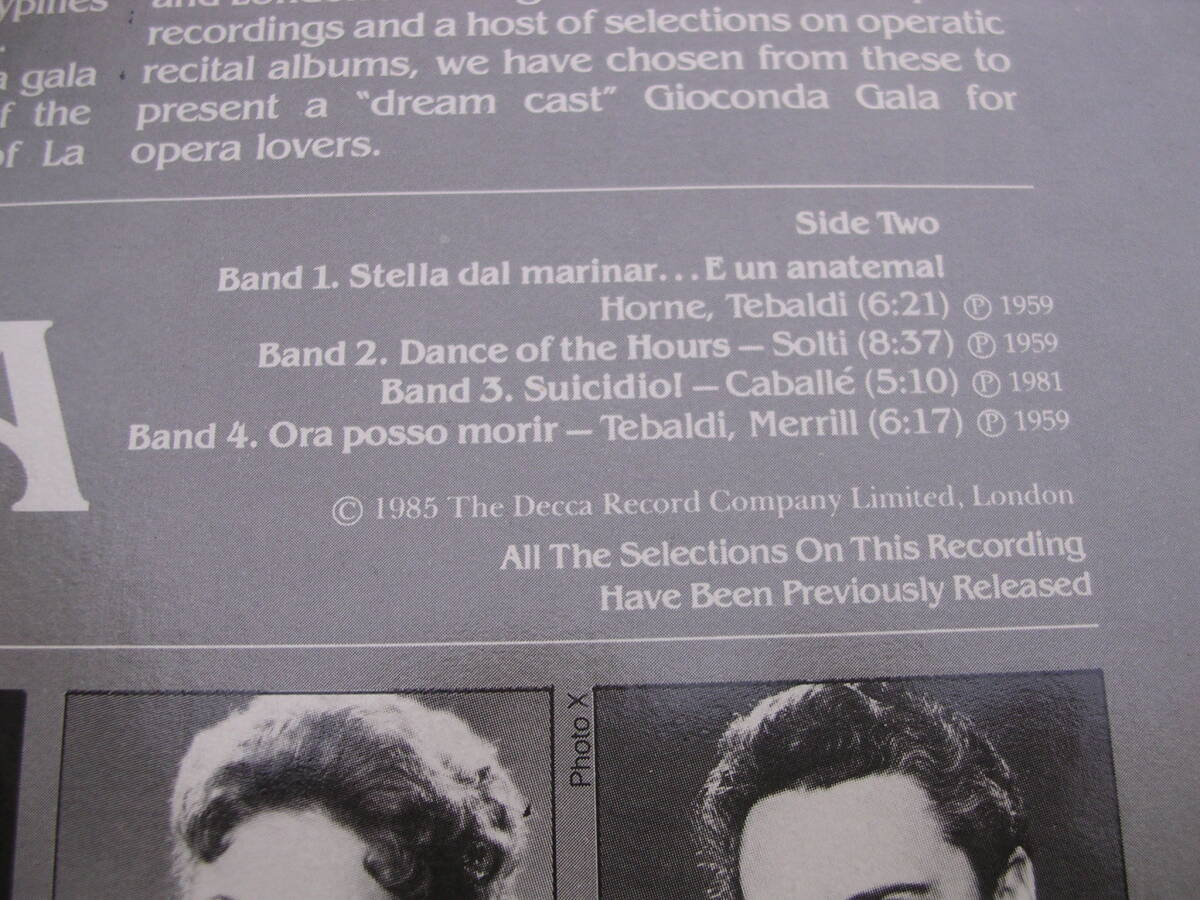 recordings and a host of selections on operatic
a gala recital albums, we have chosen from these to
of the present a “dream cast” Gioconda Gala for
of La opera lovers.
Side Two
Band 1. Stella dal marinar...E un anatema!
Horne, Tebaldi (6:21) Ⓟ 1959
Band 2. Dance of the Hours – Solti (8:37) Ⓟ 1959
Band 3. Suicidio! – Caballé (5:10) Ⓟ 1981
Band 4. Ora posso morir – Tebaldi, Merrill (6:17) Ⓟ 1959
A
© 1985 The Decca Record Company Limited, London
All The Selections On This Recording
Have Been Previously Released
Photo X